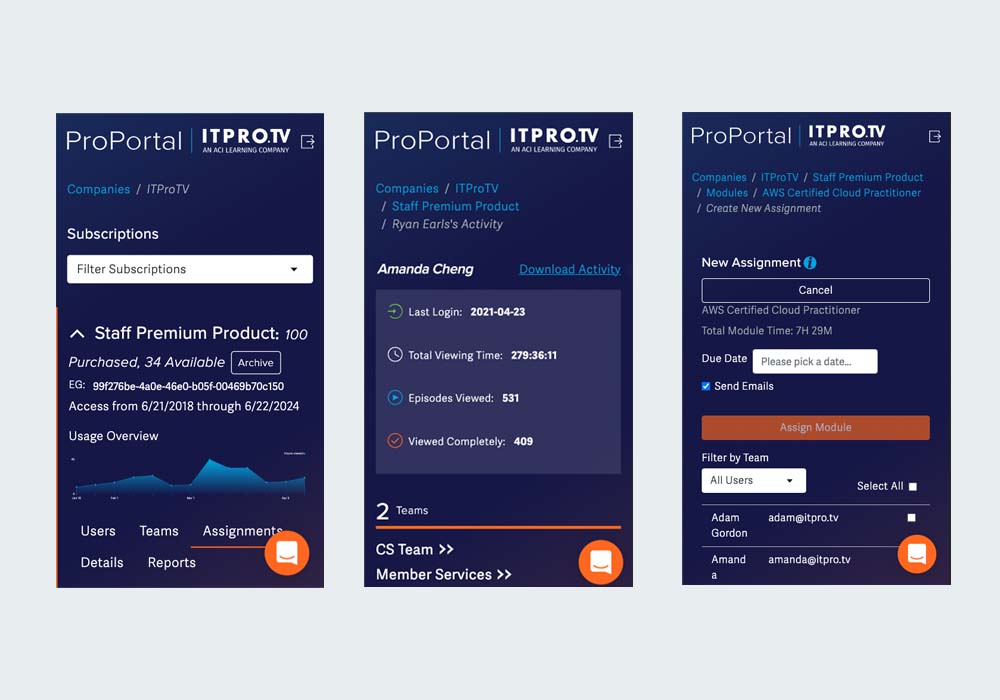 ProPortal | ITPRO.TV
AN ACI LEARNING COMPANY
Companies / ITProTV
Subscriptions
Filter Subscriptions
Staff Premium Product: 100
Purchased, 34 Available Archive
EG: 99f276be-4a0e-46e0-b05f-00469b70c150
Access from 6/21/2018 through 6/22/2024
Usage Overview
Users Teams Assignments
Details Reports
ProPortal | ITPRO.TV
AN ACI LEARNING COMPANY
Companies / ITProTV
/ Staff Premium Product
/ Ryan Earls's Activity
Amanda Cheng Download Activity
Last Login: 2021-04-23
Total Viewing Time: 279:36:11
Episodes Viewed: 531
Viewed Completely: 409
2 Teams
CS Team >>
Member Services >>
ProPortal | ITPRO.TV
AN ACI LEARNING COMPANY
Companies / ITProTV / Staff Premium Product
/ Modules / AWS Certified Cloud Practitioner
/ Create New Assignment
New Assignment i
Cancel
AWS Certified Cloud Practitioner
Total Module Time: 7H 29M
Due Date Please pick a date...
Send Emails
Assign Module
Filter by Team
All Users
Select All
Adam adam@itpro.tv
Gordon
Amand amanda@itpro.tv
a